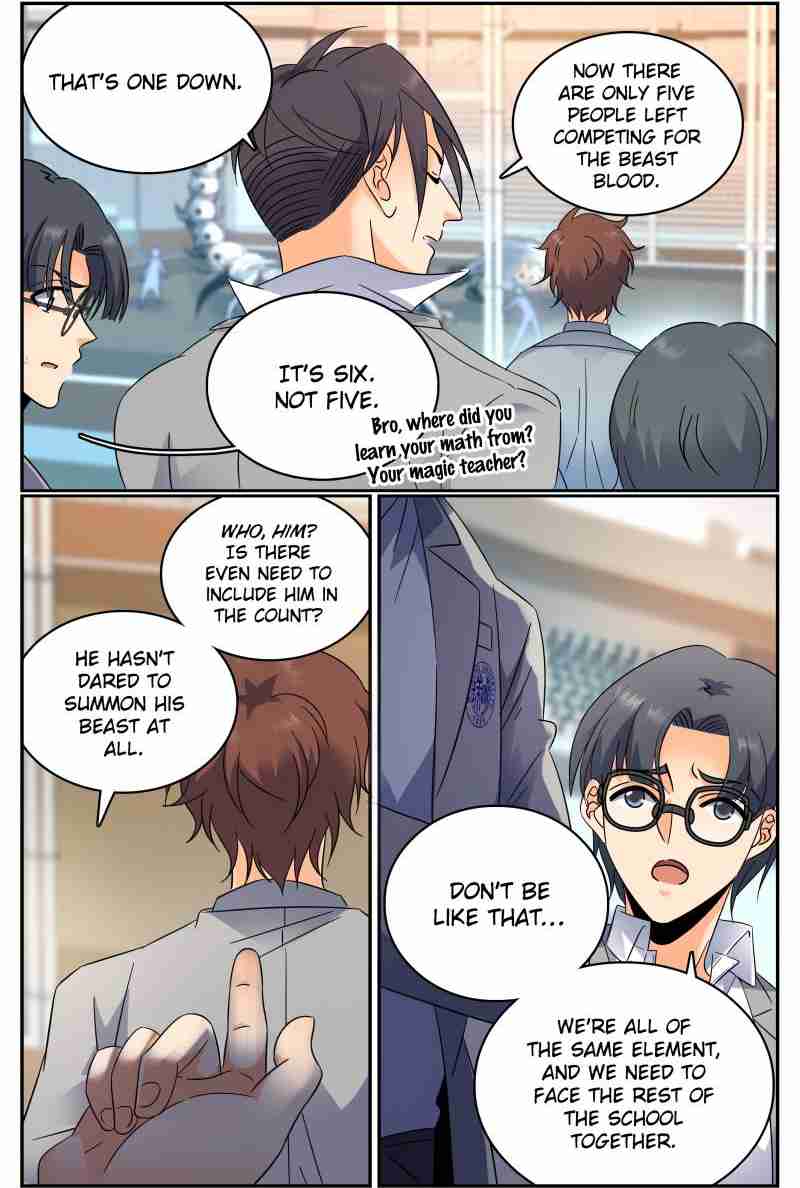 THAT'S ONE DOWN.
NOW THERE
ARE ONLY FIVE
PEOPLE LEFT
COMPETING FOR
THE BEAST
BLOOD.
IT'S SIX.
NOT FIVE.
Bro, where did you
learn your math from?
Your magic teacher?
WHO, HIM?
IS THERE
EVEN NEED TO
INCLUDE HIM IN
THE COUNT?
HE HASN'T
DARED TO
SUMMON HIS
BEAST AT
ALL.
DON'T BE
LIKE THAT...
WE'RE ALL OF
THE SAME ELEMENT,
AND WE NEED TO
FACE THE REST OF
THE SCHOOL
TOGETHER.